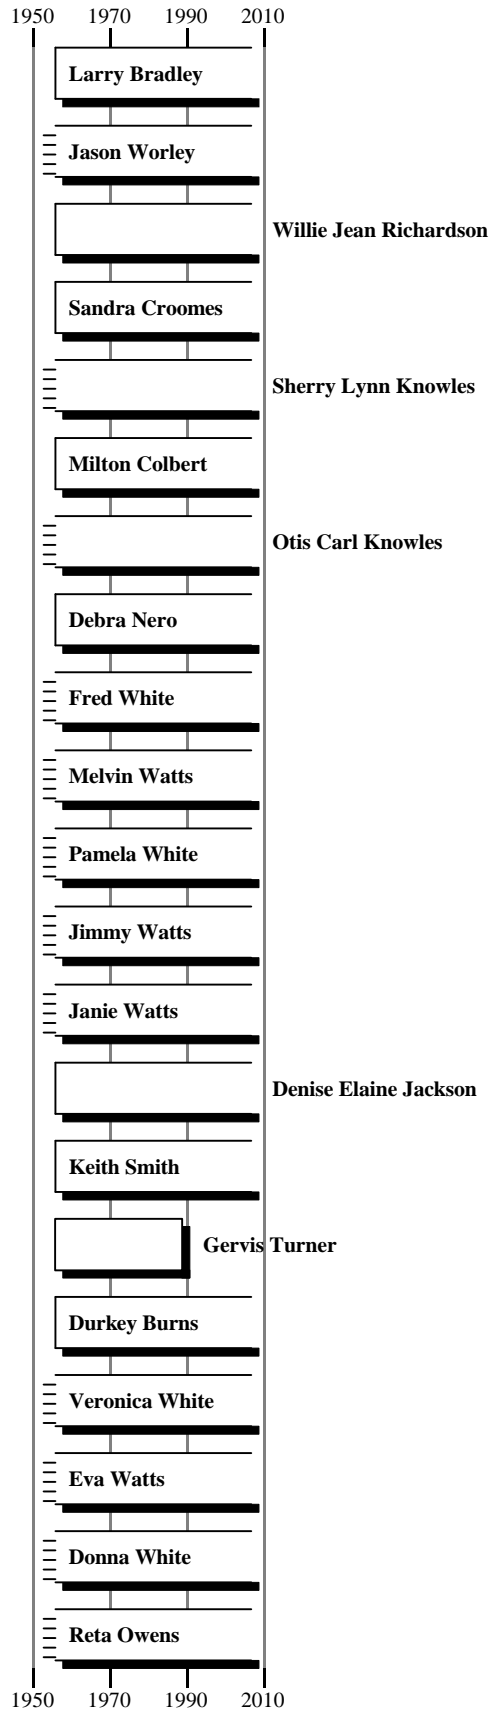 1950 1970 1990 2010
Larry Bradley
Jason Worley
Willie Jean Richardson
Sandra Croomes
Sherry Lynn Knowles
Milton Colbert
Otis Carl Knowles
Debra Nero
Fred White
Melvin Watts
Pamela White
Jimmy Watts
Janie Watts
Denise Elaine Jackson
Keith Smith
Gervis Turner
Durkey Burns
Veronica White
Eva Watts
Donna White
Reta Owens
1950 1970 1990 2010